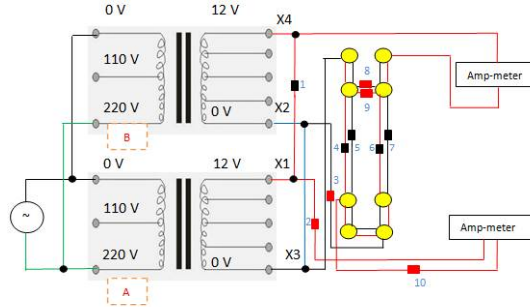 0 V 12 V X4
110 V
220 V 0 V X2
B
0 V 12 V X1
110 V
220 V 0 V X3
A
~
1
2
3
4 5 6 7
8
9
10
Amp-meter
Amp-meter